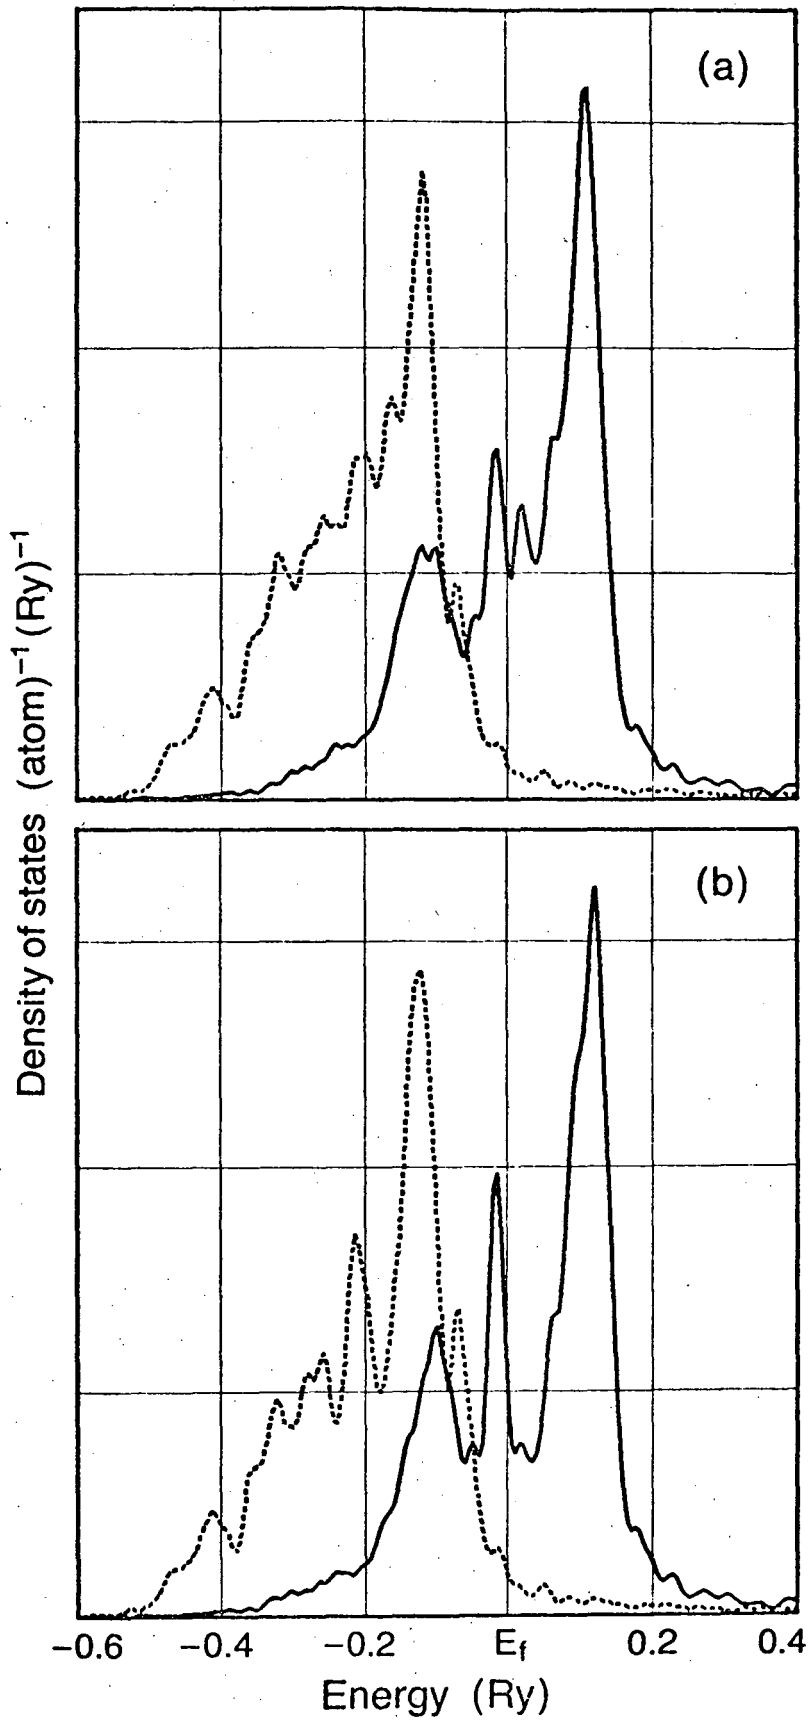 (a)
Density of states (atom)⁻¹ (Ry)⁻¹
(b)
−0.6 −0.4 −0.2 E_f 0.2 0.4
Energy (Ry)